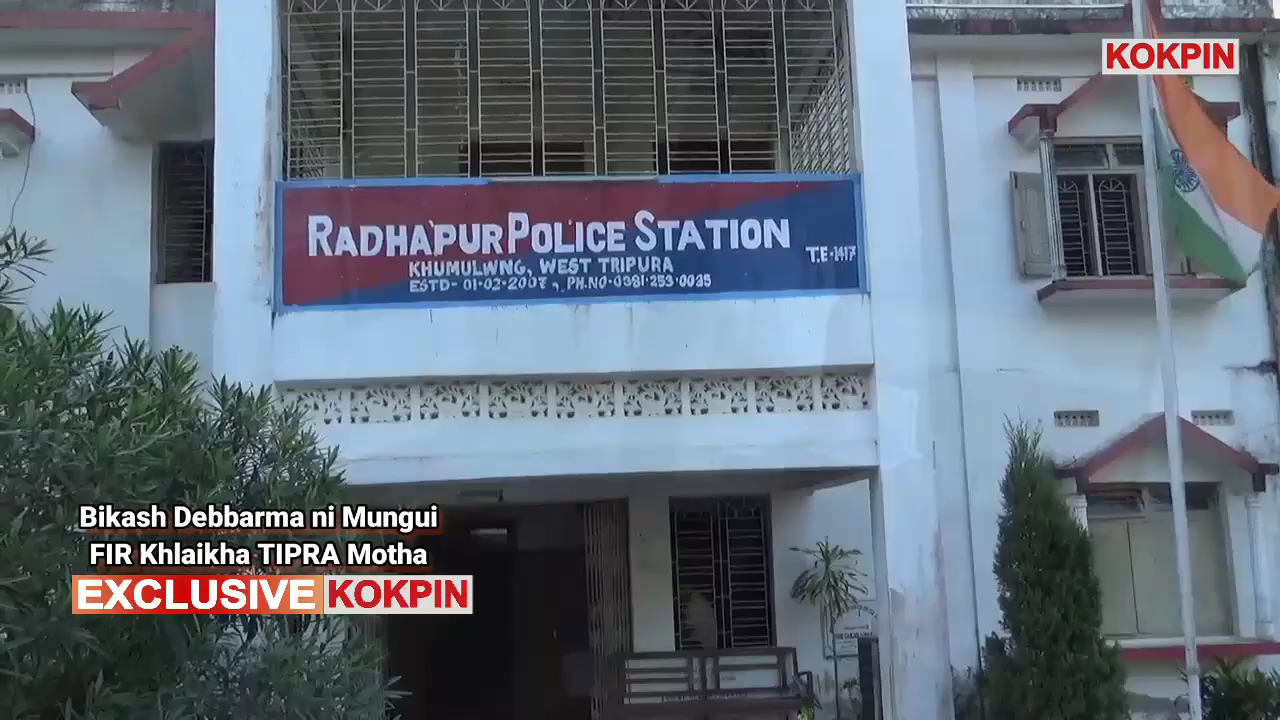 KOKPIN
RADHAPUR POLICE STATION
T.E-1417
KHUMULWNG, WEST TRIPURA
ESTD- 01-02-2007, PH.NO-0381-253-0035
Bikash Debbarma ni Mungui
FIR Khlaikha TIPRA Motha
EXCLUSIVE KOKPIN